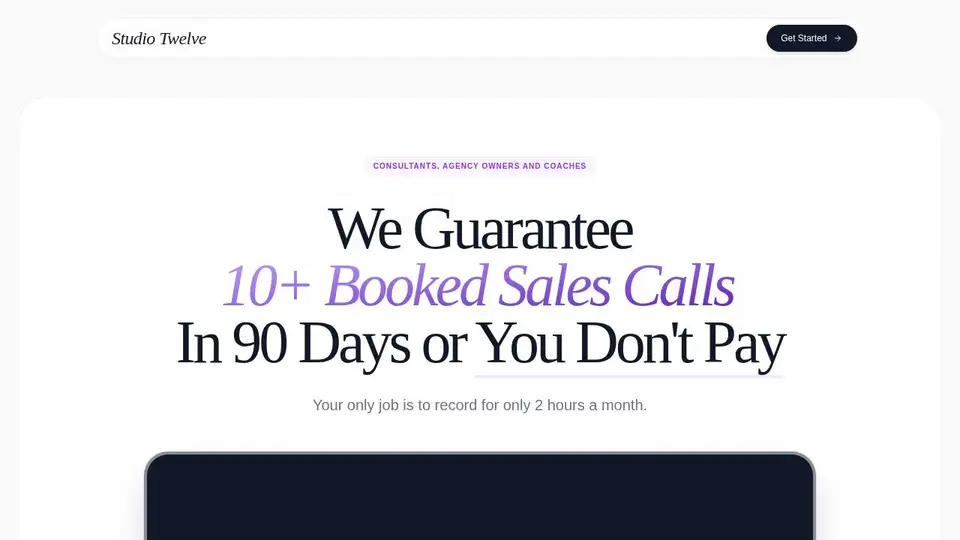 Studio Twelve
Get Started →
CONSULTANTS, AGENCY OWNERS AND COACHES
We Guarantee
10+ Booked Sales Calls
In 90 Days or You Don't Pay
Your only job is to record for only 2 hours a month.